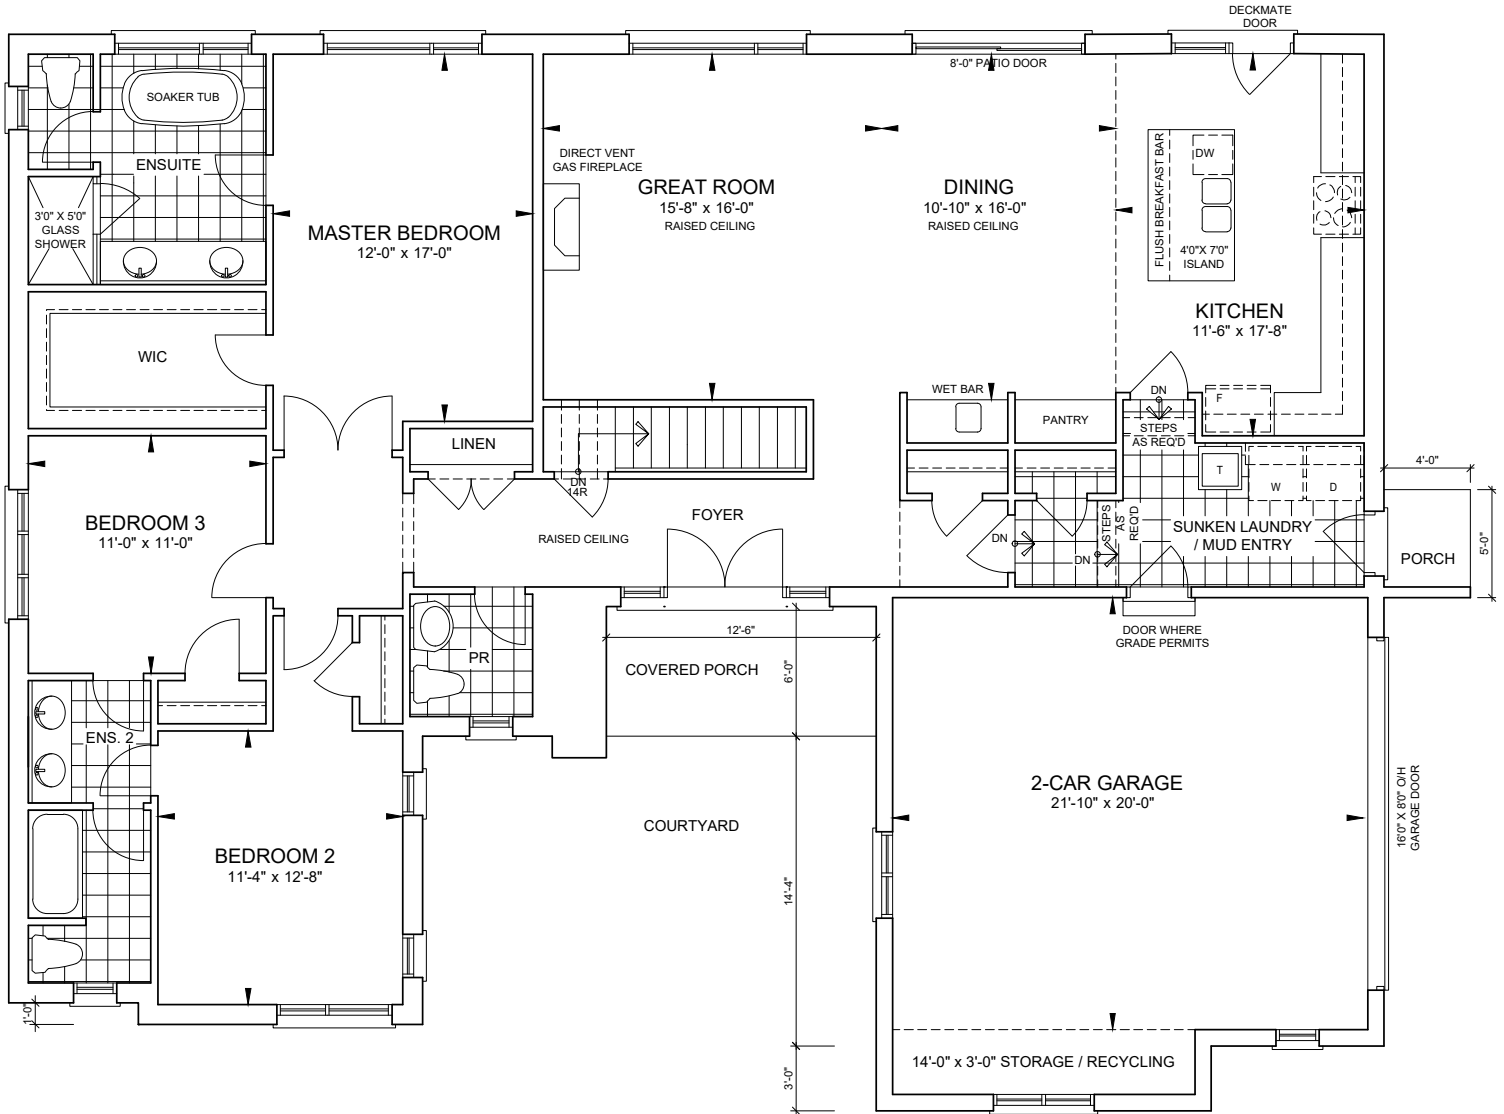 DECKMATE
DOOR
8'-0" PATIO DOOR
SOAKER TUB
ENSUITE
3'0" X 5'0"
GLASS
SHOWER
MASTER BEDROOM
12'-0" x 17'-0"
DIRECT VENT
GAS FIREPLACE
GREAT ROOM
15'-8" x 16'-0"
RAISED CEILING
DINING
10'-10" x 16'-0"
RAISED CEILING
FLUSH BREAKFAST BAR
DW
4'0"X 7'0"
ISLAND
KITCHEN
11'-6" x 17'-8"
WIC
WET BAR
PANTRY
DN
STEPS
AS REQ'D
F
LINEN
DN
14R
T
W
D
4'-0"
BEDROOM 3
11'-0" x 11'-0"
FOYER
RAISED CEILING
DN
STEPS
AS
REQ'D
DN
SUNKEN LAUNDRY
/ MUD ENTRY
PORCH
5'-0"
12'-6"
DOOR WHERE
GRADE PERMITS
PR
COVERED PORCH
6'-0"
ENS. 2
2-CAR GARAGE
21'-10" x 20'-0"
16'0" X 8'0" O/H
GARAGE DOOR
COURTYARD
BEDROOM 2
11'-4" x 12'-8"
14'-4"
1'-0"
14'-0" x 3'-0" STORAGE / RECYCLING
3'-0"